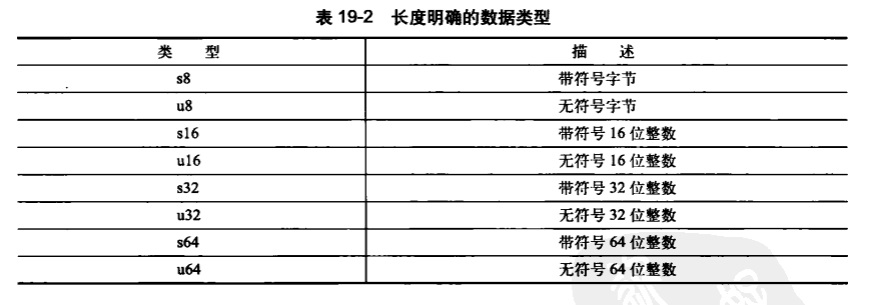 表 19-2 长度明确的数据类型
类 型 描 述
s8 带符号字节
u8 无符号字节
s16 带符号 16 位整数
u16 无符号 16 位整数
s32 带符号 32 位整数
u32 无符号 32 位整数
s64 带符号 64 位整数
u64 无符号 64 位整数